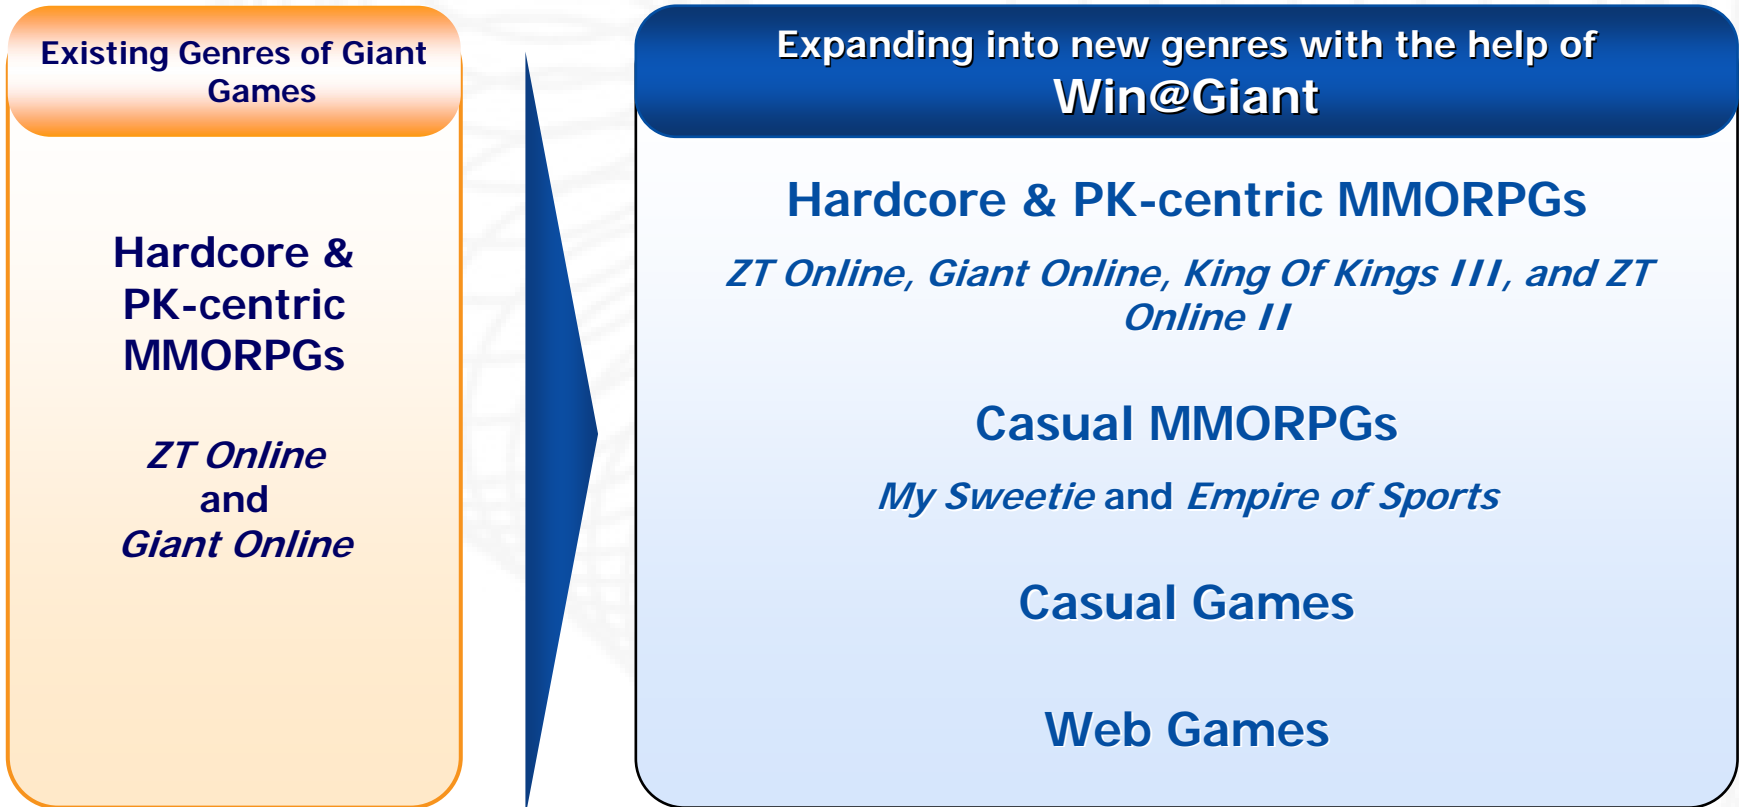 Existing Genres of Giant
Games
Hardcore &
PK-centric
MMORPGs
ZT Online
and
Giant Online
Expanding into new genres with the help of
Win@Giant
Hardcore & PK-centric MMORPGs
ZT Online, Giant Online, King Of Kings III, and ZT
Online II
Casual MMORPGs
My Sweetie and Empire of Sports
Casual Games
Web Games